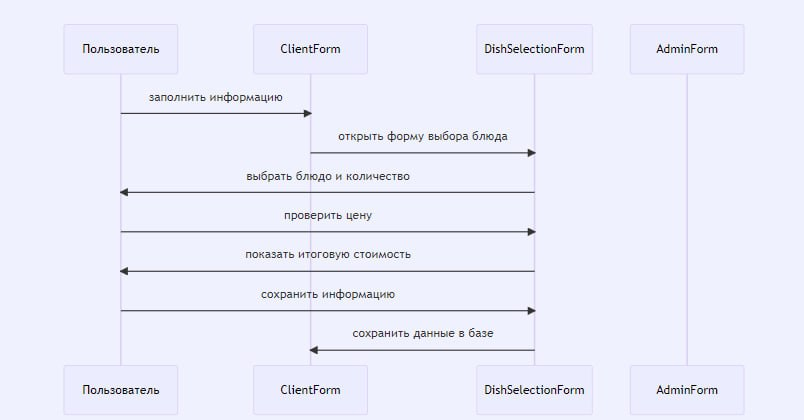 Пользователь
ClientForm
DishSelectionForm
AdminForm
заполнить информацию
открыть форму выбора блюда
выбрать блюдо и количество
проверить цену
показать итоговую стоимость
сохранить информацию
сохранить данные в базе
Пользователь
ClientForm
DishSelectionForm
AdminForm